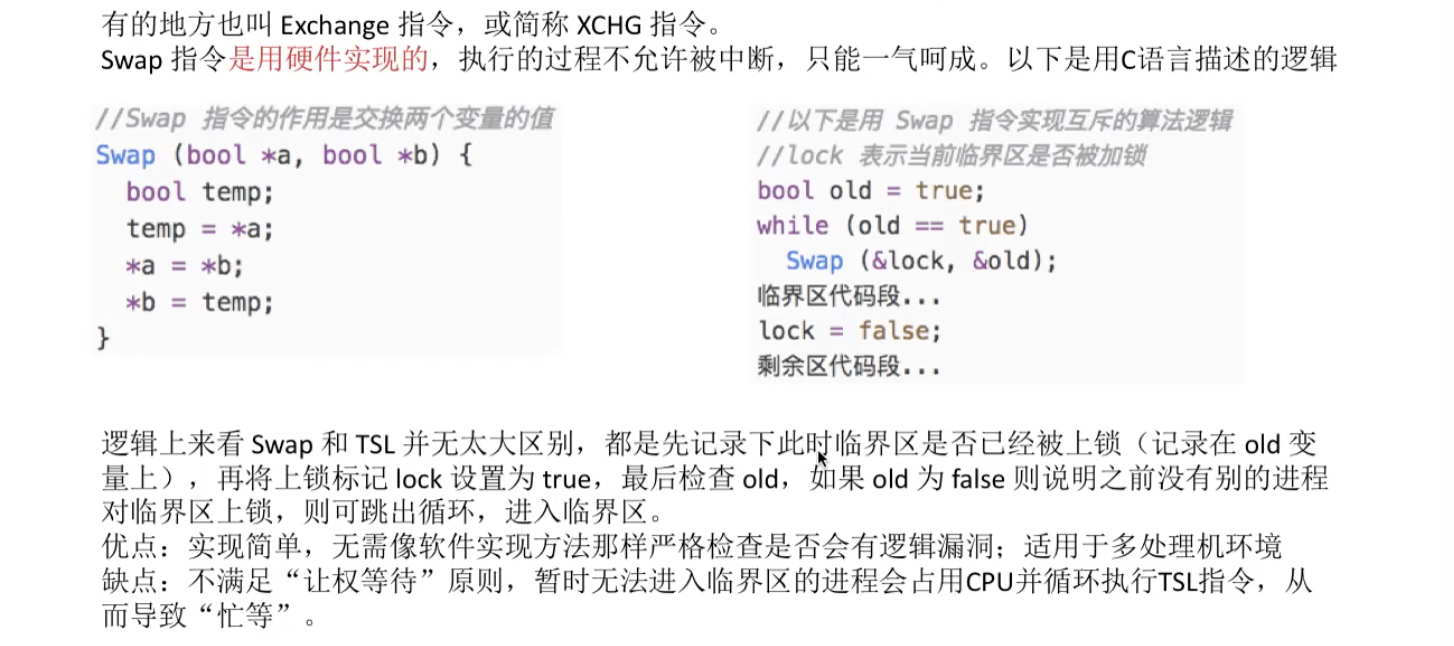 有的地方也叫 Exchange 指令，或简称 XCHG 指令。
Swap 指令是用硬件实现的，执行的过程不允许被中断，只能一气呵成。以下是用C语言描述的逻辑
//Swap 指令的作用是交换两个变量的值
Swap (bool *a, bool *b) {
  bool temp;
  temp = *a;
  *a = *b;
  *b = temp;
}
//以下是用 Swap 指令实现互斥的算法逻辑
//lock 表示当前临界区是否被加锁
bool old = true;
while (old == true)
  Swap (&lock, &old);
临界区代码段...
lock = false;
剩余区代码段...
逻辑上来看 Swap 和 TSL 并无太大区别，都是先记录下此时临界区是否已经被上锁（记录在 old 变
量上），再将上锁标记 lock 设置为 true，最后检查 old，如果 old 为 false 则说明之前没有别的进程
对临界区上锁，则可跳出循环，进入临界区。
优点：实现简单，无需像软件实现方法那样严格检查是否会有逻辑漏洞；适用于多处理机环境
缺点：不满足“让权等待”原则，暂时无法进入临界区的进程会占用CPU并循环执行TSL指令，从
而导致“忙等”。